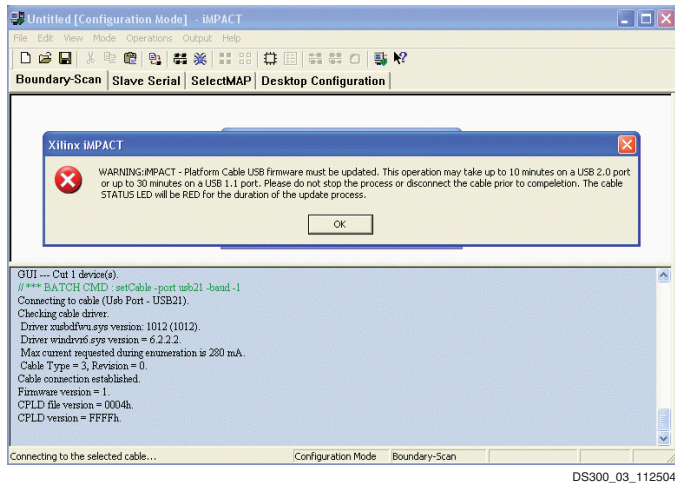 Untitled [Configuration Mode] - iMPACT
File Edit View Mode Operations Output Help
Boundary-Scan Slave Serial SelectMAP Desktop Configuration
Xilinx iMPACT
WARNING:iMPACT - Platform Cable USB firmware must be updated. This operation may take up to 10 minutes on a USB 2.0 port
or up to 30 minutes on a USB 1.1 port. Please do not stop the process or disconnect the cable prior to compeletion. The cable
STATUS LED will be RED for the duration of the update process.
OK
GUI --- Cut 1 device(s).
// *** BATCH CMD : setCable -port usb21 -baud -1
Connecting to cable (Usb Port - USB21).
Checking cable driver.
Driver xusbdfwu.sys version: 1012 (1012).
Driver windrvr6.sys version = 6.2.2.2.
Max current requested during enumeration is 280 mA.
Cable Type = 3, Revision = 0.
Cable connection established.
Firmware version = 1.
CPLD file version = 0004h.
CPLD version = FFFFh.
Connecting to the selected cable... Configuration Mode Boundary-Scan
DS300_03_112504